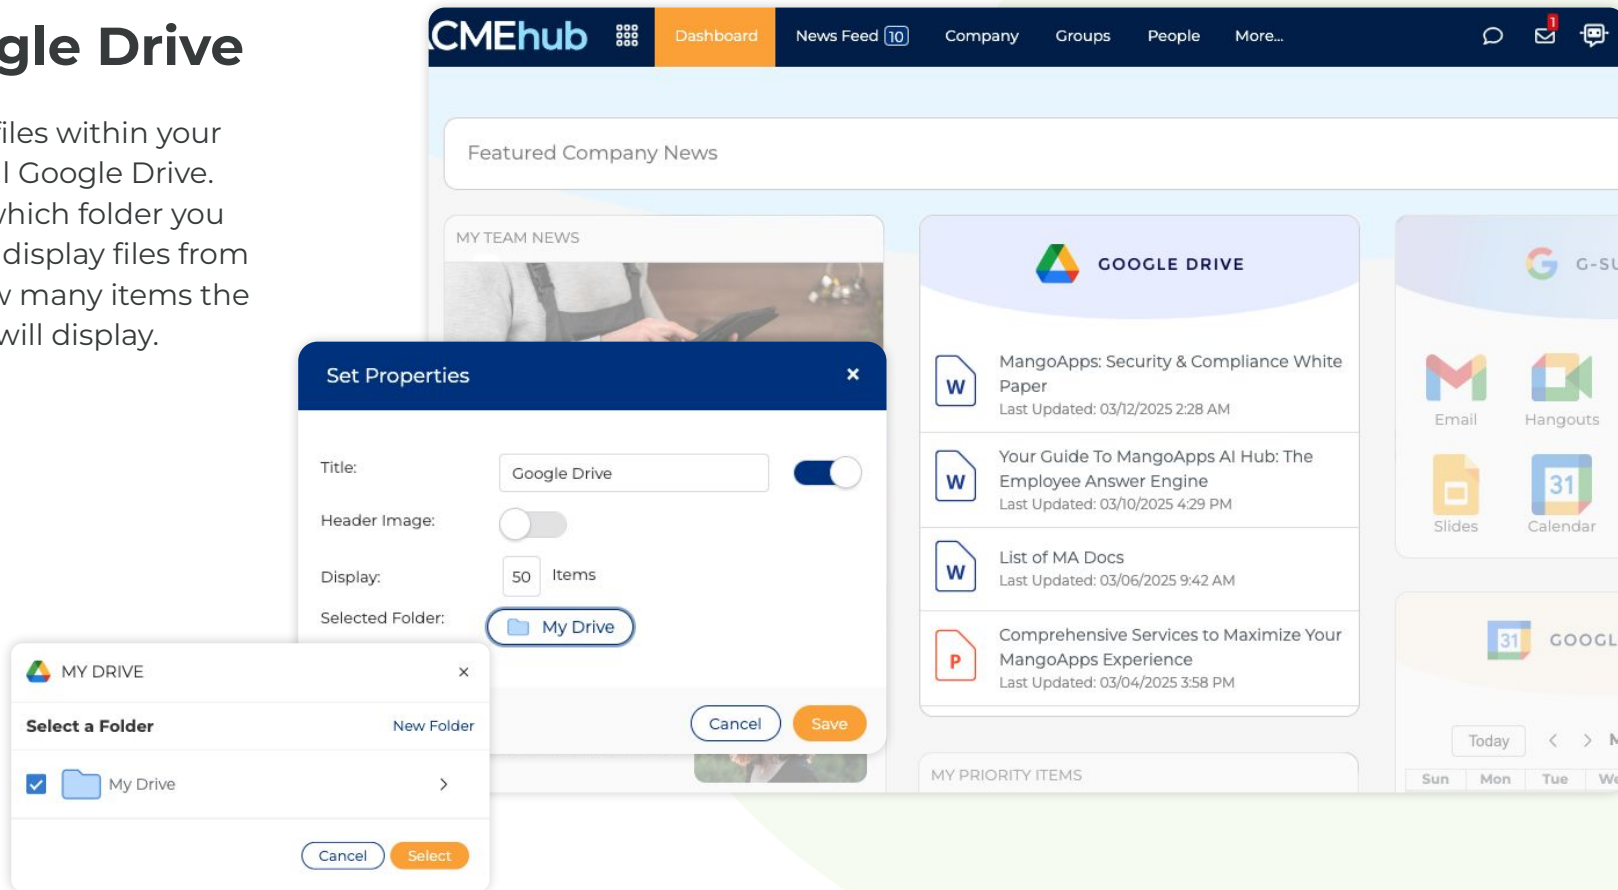 gle Drive
files within your
l Google Drive.
which folder you
display files from
w many items the
will display.
CMEhub
Dashboard
News Feed 10
Company
Groups
People
More...
1
Featured Company News
MY TEAM NEWS
GOOGLE DRIVE
W
MangoApps: Security & Compliance White
Paper
Last Updated: 03/12/2025 2:28 AM
W
Your Guide To MangoApps AI Hub: The
Employee Answer Engine
Last Updated: 03/10/2025 4:29 PM
W
List of MA Docs
Last Updated: 03/06/2025 9:42 AM
P
Comprehensive Services to Maximize Your
MangoApps Experience
Last Updated: 03/04/2025 3:58 PM
MY PRIORITY ITEMS
G-SU
Email
Hangouts
Slides
31
Calendar
31
GOOGL
Today
< > M
Sun Mon Tue We
Set Properties
×
Title:
Google Drive
Header Image:
Display:
50 Items
Selected Folder:
My Drive
Cancel
Save
MY DRIVE
×
Select a Folder
New Folder
My Drive
Cancel
Select